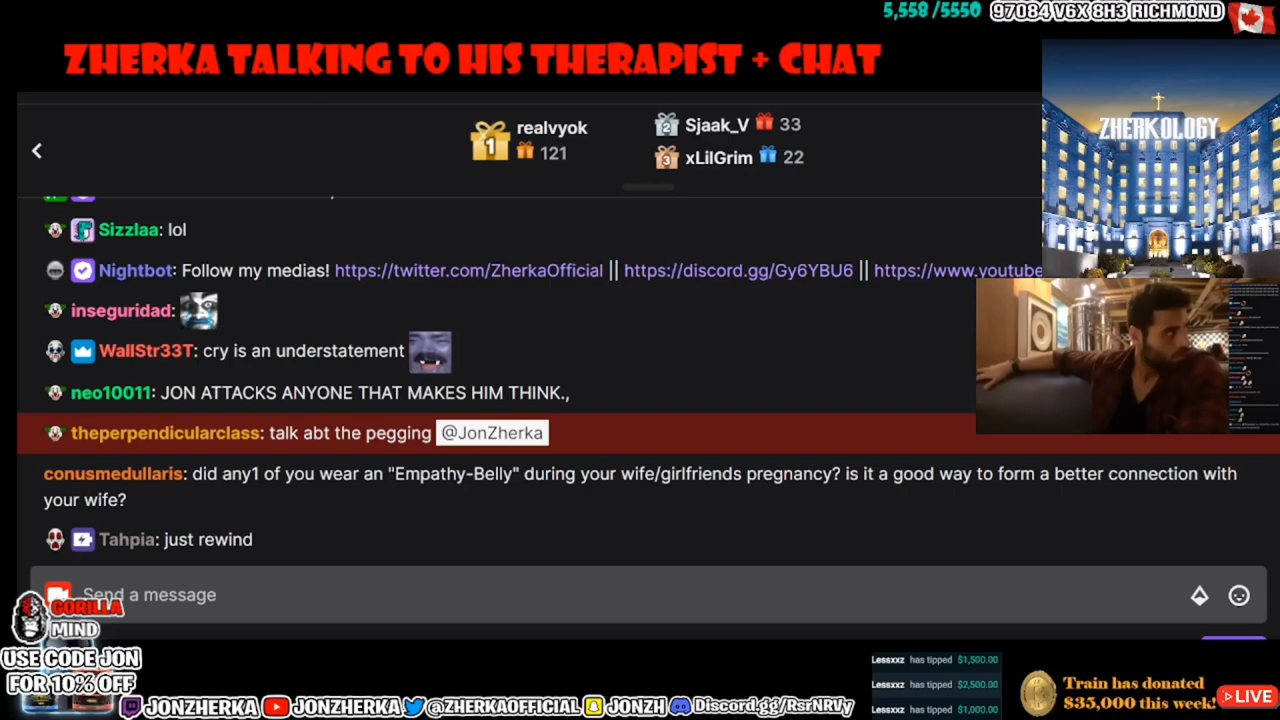 5,558 /5550 97084 V6X 8H3 RICHMOND
ZHERKA TALKING TO HIS THERAPIST + CHAT
1 realvyok 121
2 Sjaak_V 33
3 xLilGrim 22
ZHERKOLOGY
Sizzlaa: lol
Nightbot: Follow my medias! https://twitter.com/ZherkaOfficial || https://discord.gg/Gy6YBU6 || https://www.youtube
inseguridad:
WallStr33T: cry is an understatement
neo10011: JON ATTACKS ANYONE THAT MAKES HIM THINK.,
theperpendicularclass: talk abt the pegging @JonZherka
conusmedullaris: did any1 of you wear an "Empathy-Belly" during your wife/girlfriends pregnancy? is it a good way to form a better connection with
your wife?
Tahpia: just rewind
Send a message
GORILLA
MIND
USE CODE JON
FOR 10% OFF
Lessxxz has tipped $1,500.00
Lessxxz has tipped $2,500.00
Lessxxz has tipped $1,000.00
Train has donated
$35,000 this week!
LIVE
JONZHERKA JONZHERKA @ZHERKAOFFICIAL JONZH Discord.gg/RsrNRVy